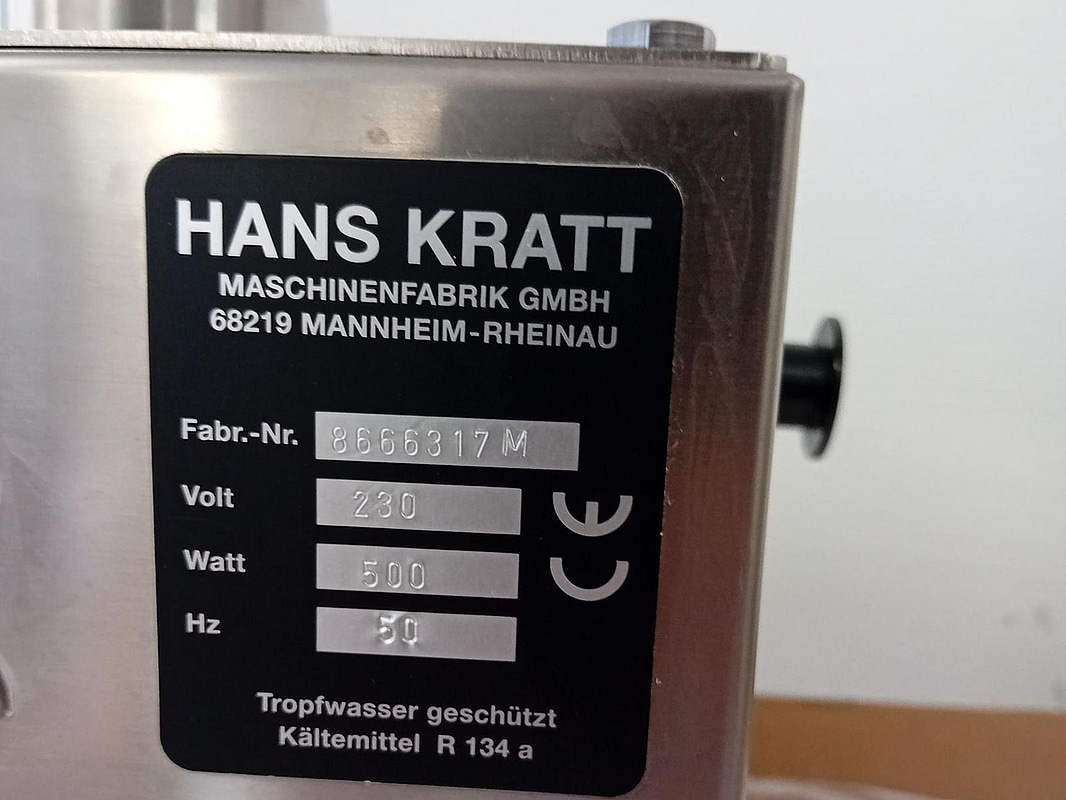 HANS KRATT
MASCHINENFABRIK GMBH
68219 MANNHEIM-RHEINAU
Fabr.-Nr. 8666317M
Volt 230
Watt 500
Hz 50
CE
Tropfwasser geschützt
Kältemittel R 134 a